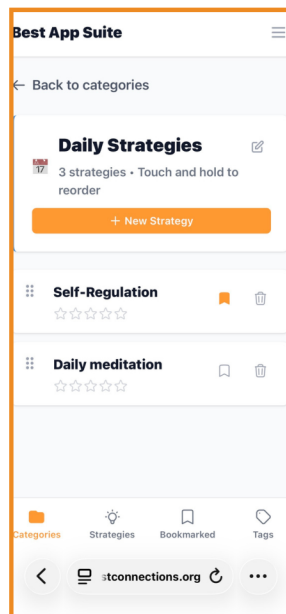 Best App Suite
← Back to categories
Daily Strategies
17
3 strategies • Touch and hold to
reorder
+ New Strategy
Self-Regulation
Daily meditation
Categories
Strategies
Bookmarked
Tags
stconnections.org